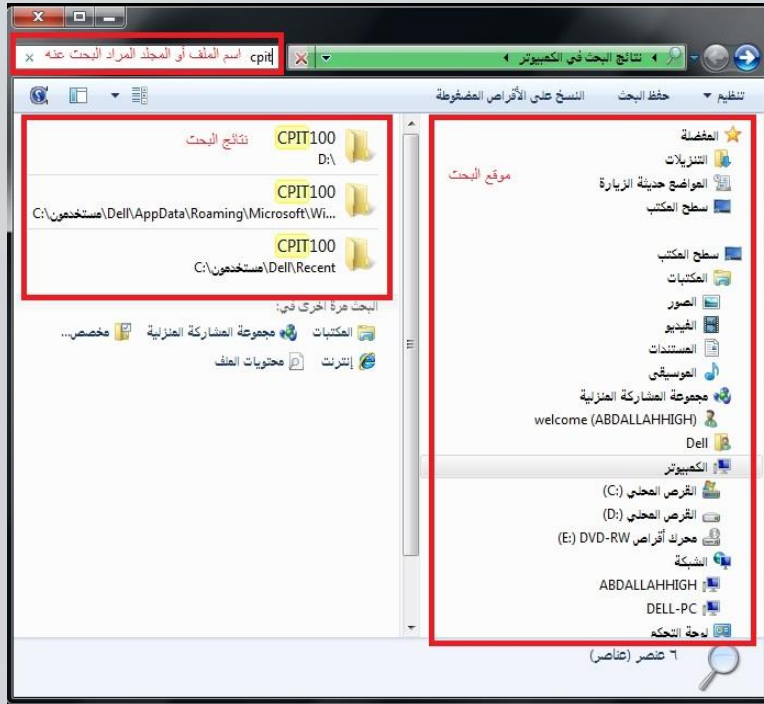 cpit اسم الملف أو المجلد المراد البحث عنه
نتائج البحث في الكمبيوتر
تنظيم
حفظ البحث
النسخ على الأقراص المضغوطة
المفضلة
التنزيلات
المواضع حديثة الزيارة
سطح المكتب
موقع البحث
سطح المكتب
المكتبات
الصور
الفيديو
المستندات
الموسيقى
مجموعة المشاركة المنزلية
welcome (ABDALLAHHIGH)
Dell
الكمبيوتر
القرص المحلي (C:)
القرص المحلي (D:)
محرك أقراص DVD-RW (E:)
الشبكة
ABDALLAHHIGH
DELL-PC
لوحة التحكم
CPIT100 نتائج البحث
D:\
CPIT100
C:\مستخدمون\Dell\AppData\Roaming\Microsoft\Wi...
CPIT100
C:\مستخدمون\Dell\Recent
البحث مرة أخرى في:
المكتبات مجموعة المشاركة المنزلية مخصص...
إنترنت محتويات الملف
٦ عنصر (عناصر)